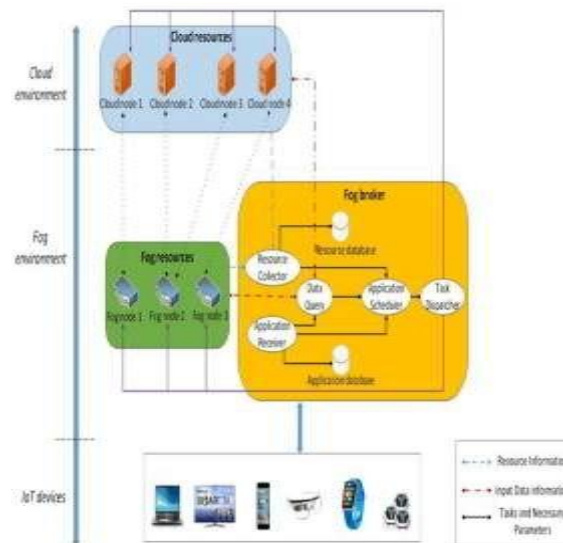 Cloud
environment
Fog
environment
IoT devices
Cloud resources
Cloud node 1
Cloud node 2
Cloud node 3
Cloud node 4
Fog resources
Fog node 1
Fog node 2
Fog node 3
Fog broker
Resource database
Resource
Collector
Data
Query
Application
Scheduler
Task
Dispatcher
Application
Receiver
Application database
Resource Information
Input Data information
Tasks and Necessary
Parameters